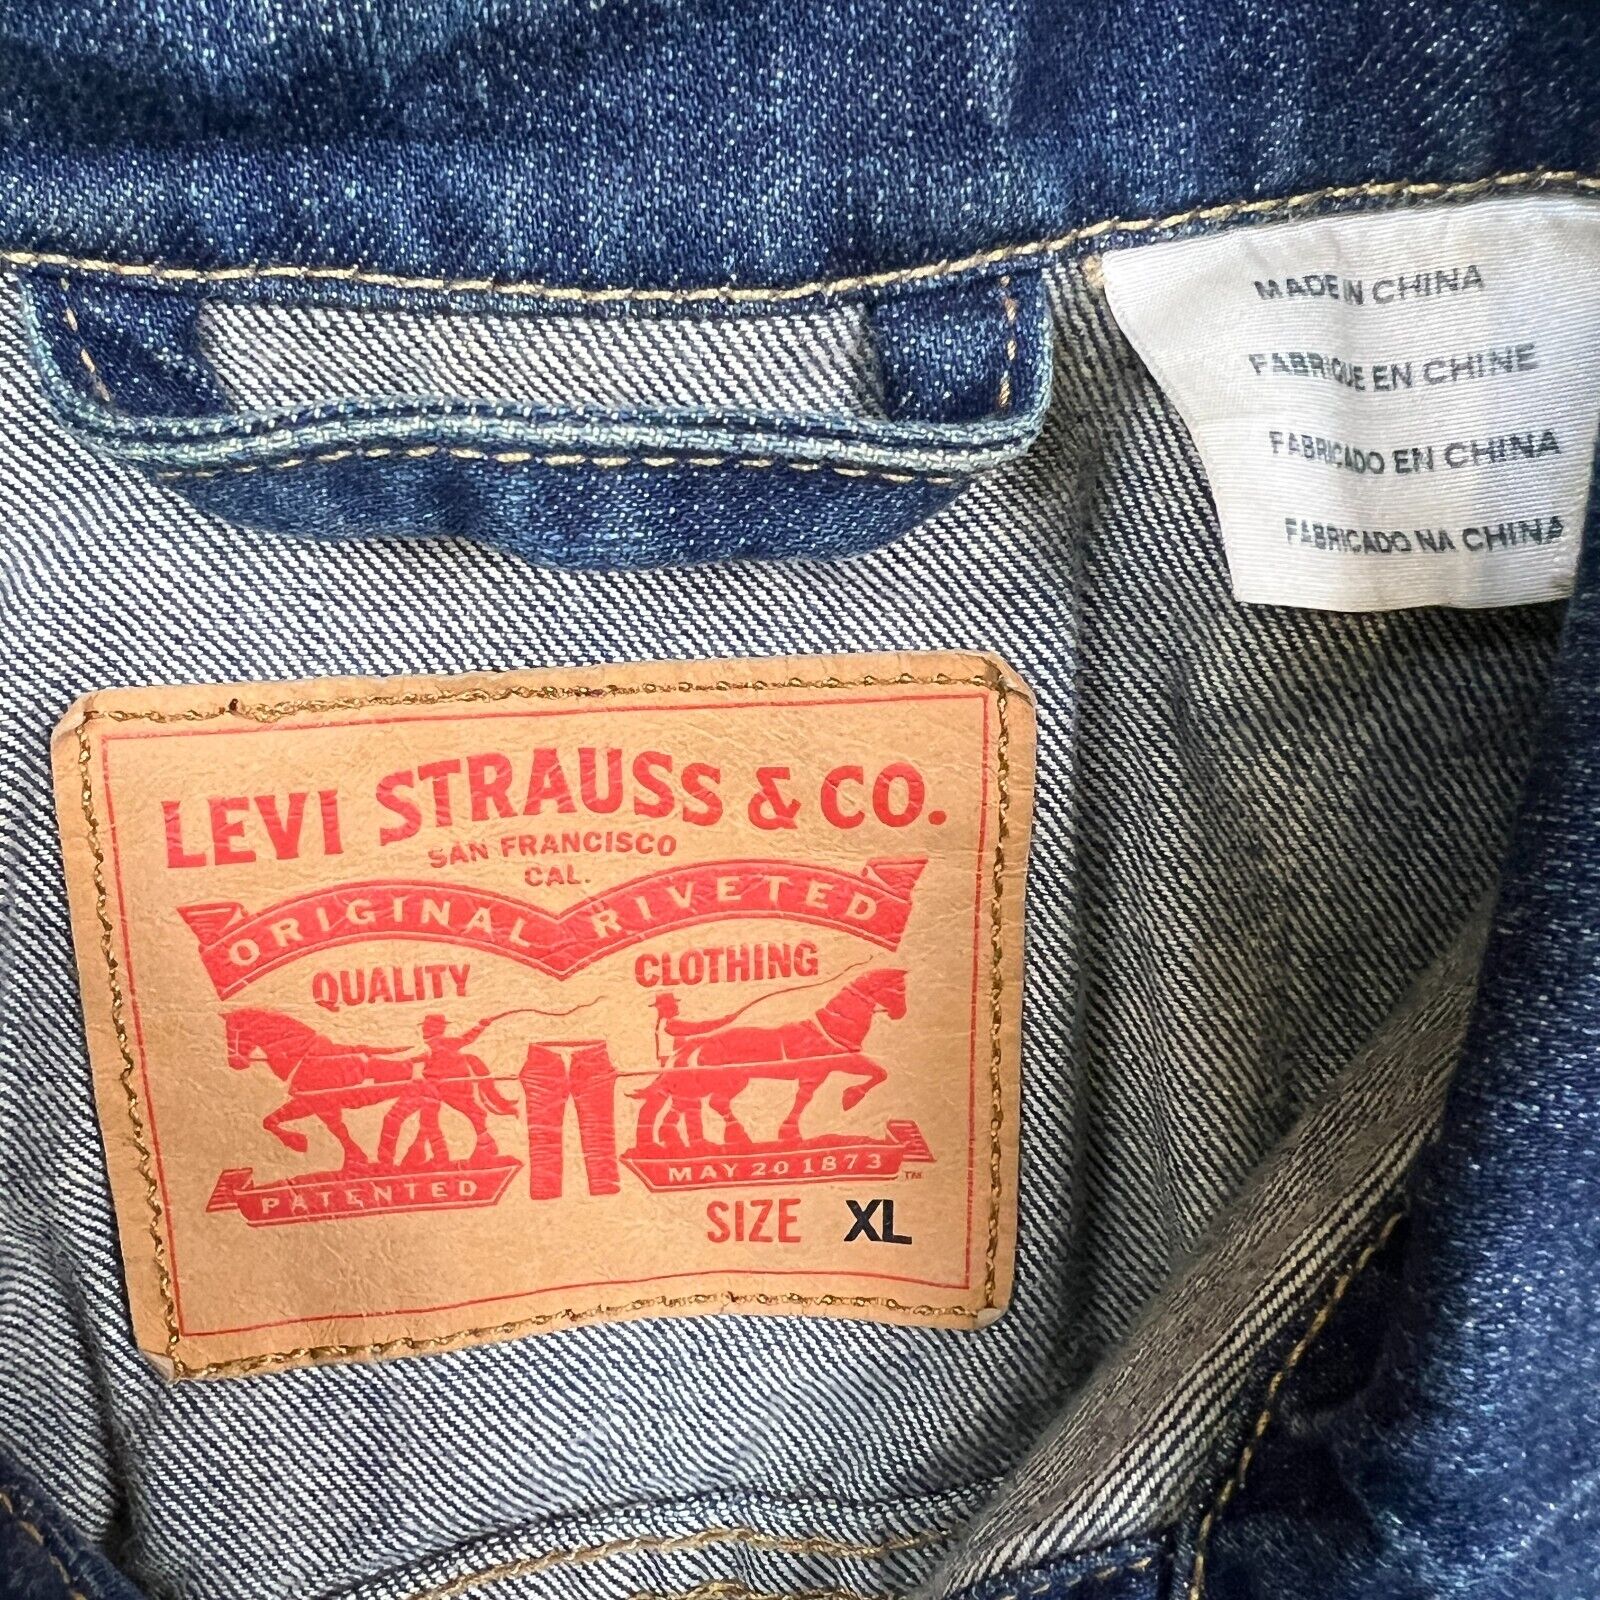 MADE IN CHINA
FABRIQUE EN CHINE
FABRICADO EN CHINA
FABRICADO NA CHINA
LEVI STRAUSS & CO.
SAN FRANCISCO
CAL.
ORIGINAL RIVETED
QUALITY CLOTHING
PATENTED MAY 20 1873 ™
SIZE XL